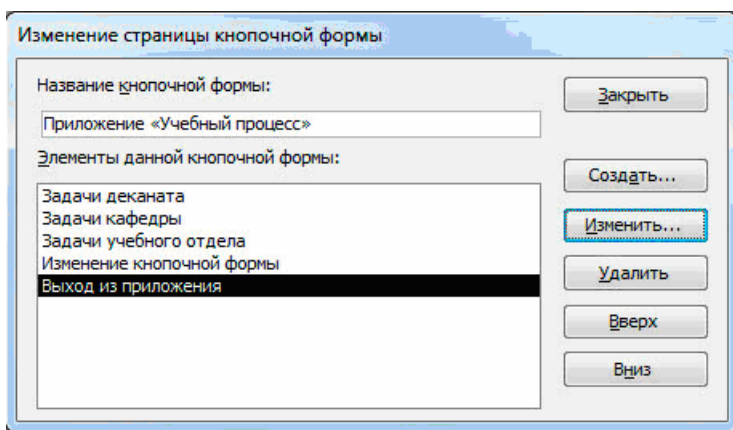 Изменение страницы кнопочной формы
Название кнопочной формы:
Закрыть
Приложение «Учебный процесс»
Элементы данной кнопочной формы:
Создать...
Задачи деканата
Задачи кафедры
Задачи учебного отдела
Изменение кнопочной формы
Выход из приложения
Изменить...
Удалить
Вверх
Вниз